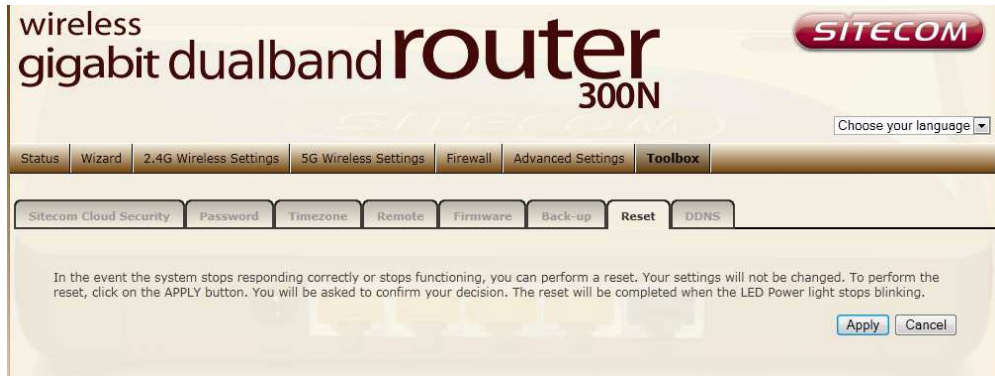 wireless
gigabit dualband router
300N
SITECOM
Choose your language
Status Wizard 2.4G Wireless Settings 5G Wireless Settings Firewall Advanced Settings Toolbox
Sitecom Cloud Security Password Timezone Remote Firmware Back-up Reset DDNS
In the event the system stops responding correctly or stops functioning, you can perform a reset. Your settings will not be changed. To perform the
reset, click on the APPLY button. You will be asked to confirm your decision. The reset will be completed when the LED Power light stops blinking.
Apply Cancel